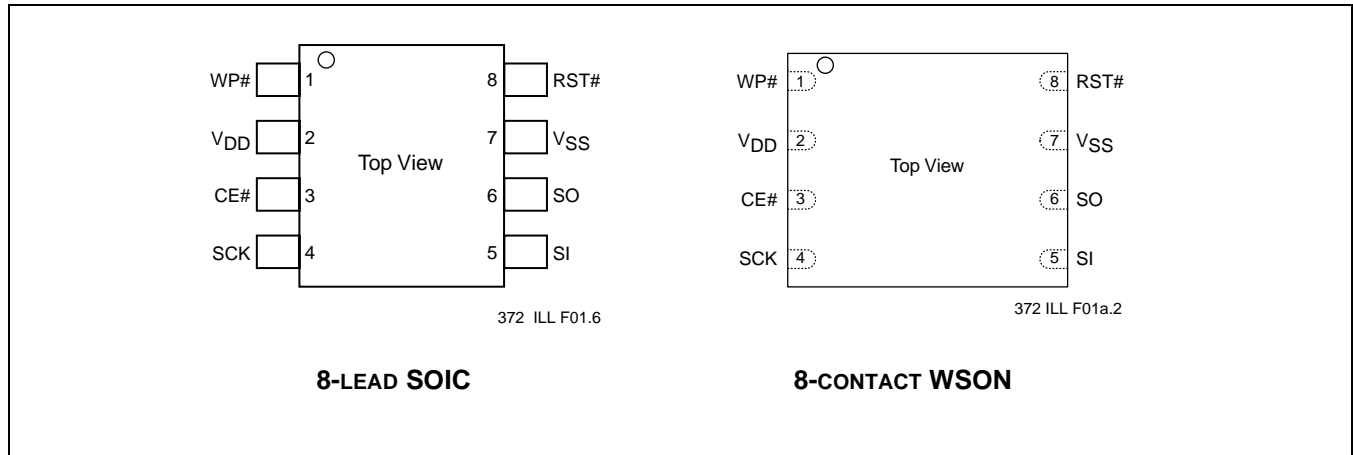 WP# 1 8 RST#
VDD 2 7 VSS
Top View
CE# 3 6 SO
SCK 4 5 SI
372 ILL F01.6
8-LEAD SOIC
WP# 1 8 RST#
VDD 2 7 VSS
Top View
CE# 3 6 SO
SCK 4 5 SI
372 ILL F01a.2
8-CONTACT WSON